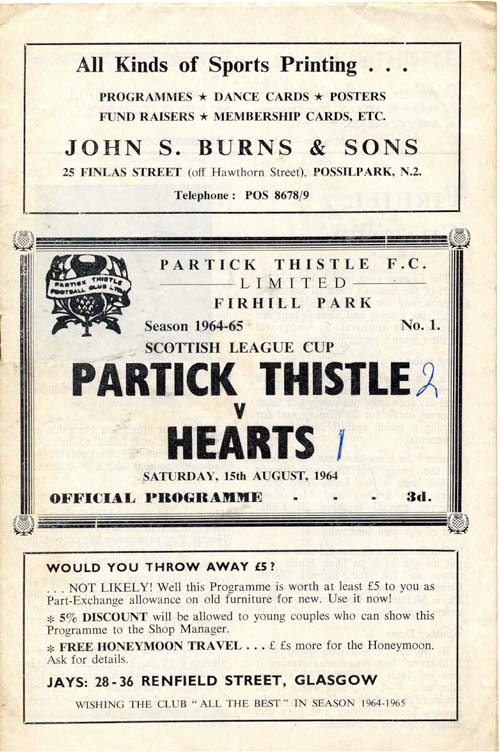 All Kinds of Sports Printing . . .
PROGRAMMES ★ DANCE CARDS ★ POSTERS
FUND RAISERS ★ MEMBERSHIP CARDS, ETC.
JOHN S. BURNS & SONS
25 FINLAS STREET (off Hawthorn Street), POSSILPARK, N.2.
Telephone : POS 8678/9
PARTICK THISTLE
FOOTBALL CLUB LTD
PARTICK THISTLE F.C.
LIMITED
FIRHILL PARK
Season 1964-65 No. 1.
SCOTTISH LEAGUE CUP
PARTICK THISTLE 2
V
HEARTS 1
SATURDAY, 15th AUGUST, 1964
OFFICIAL PROGRAMME - - - 3d.
WOULD YOU THROW AWAY £5?
. . . NOT LIKELY! Well this Programme is worth at least £5 to you as
Part-Exchange allowance on old furniture for new. Use it now!
* 5% DISCOUNT will be allowed to young couples who can show this
Programme to the Shop Manager.
* FREE HONEYMOON TRAVEL . . . £ £s more for the Honeymoon.
Ask for details.
JAYS: 28-36 RENFIELD STREET, GLASGOW
WISHING THE CLUB "ALL THE BEST" IN SEASON 1964-1965